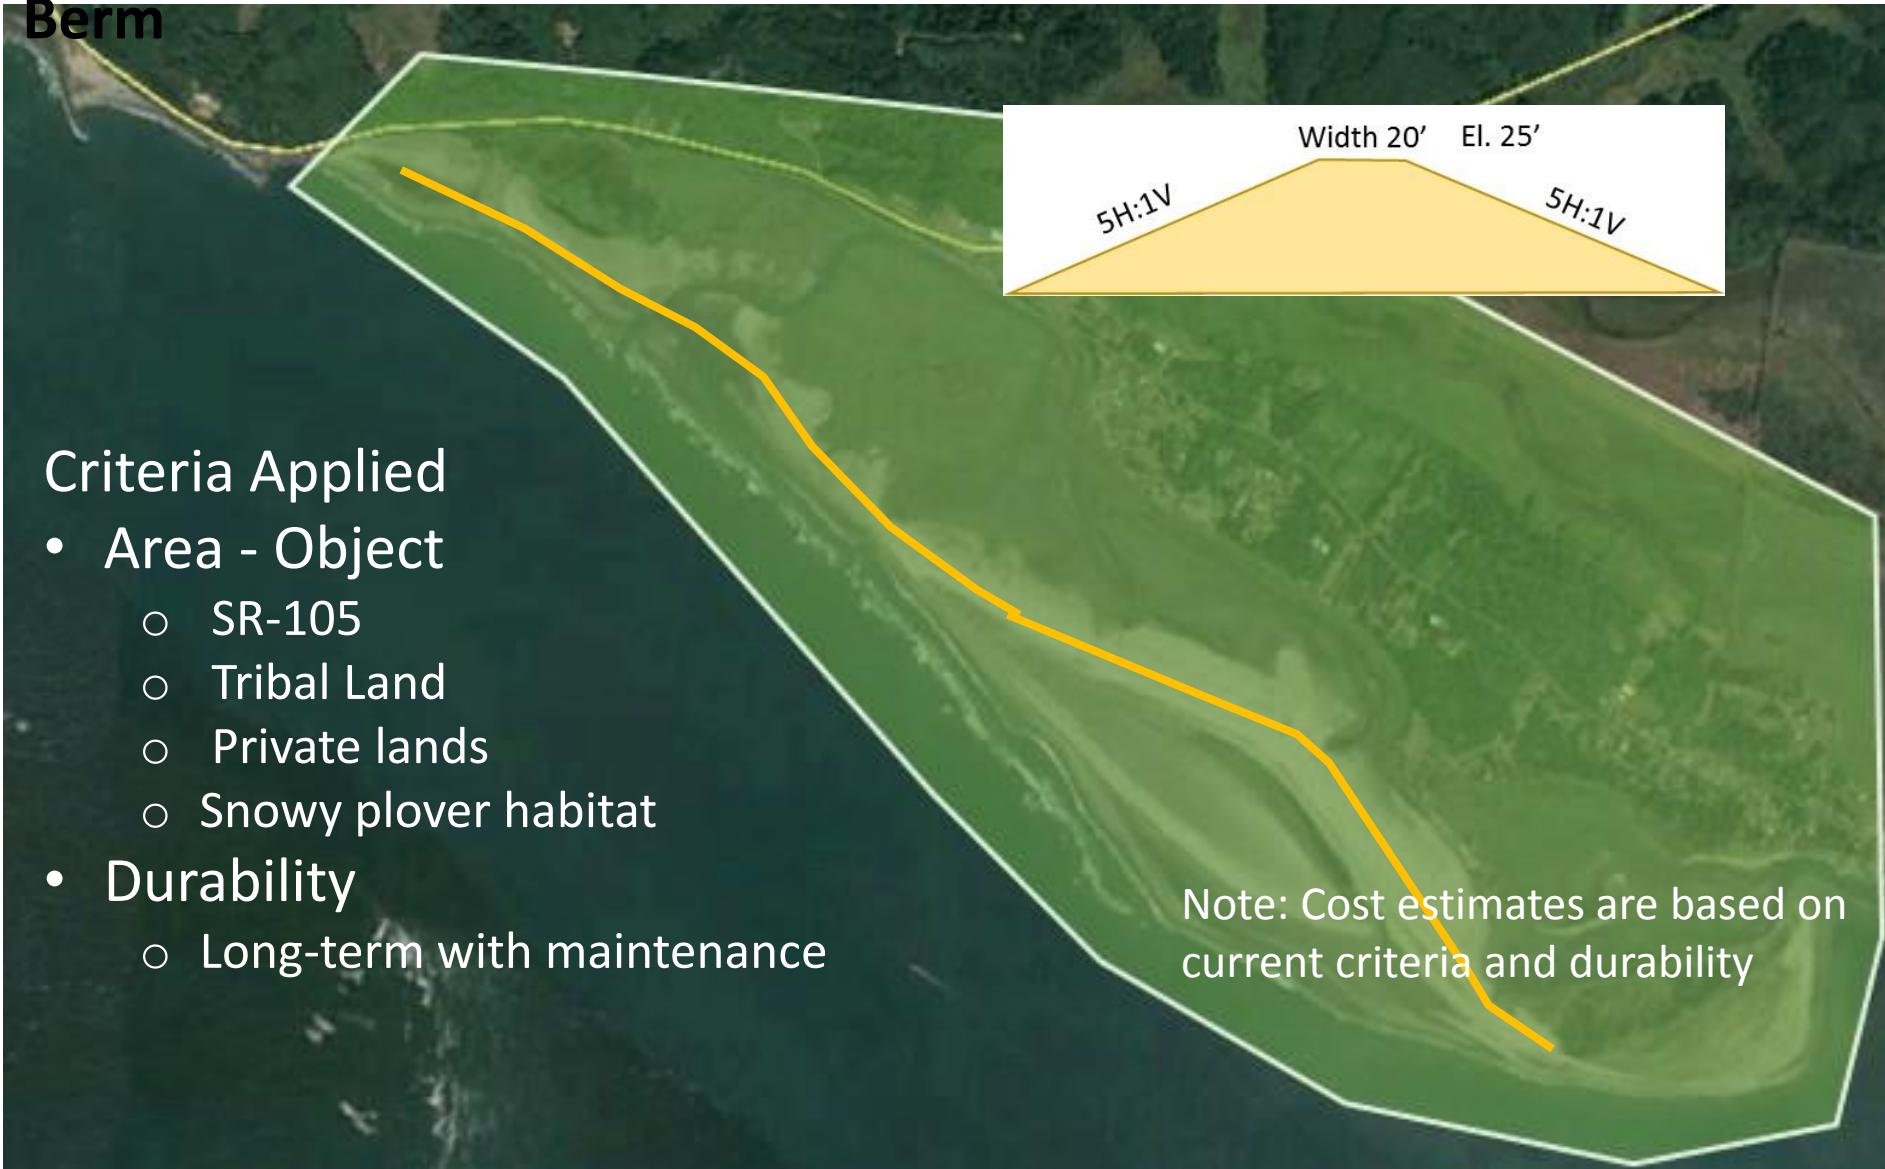 Berm
Width 20’ El. 25’
5H:1V
5H:1V
Criteria Applied
• Area - Object
○ SR-105
○ Tribal Land
○ Private lands
○ Snowy plover habitat
• Durability
○ Long-term with maintenance
Note: Cost estimates are based on
current criteria and durability